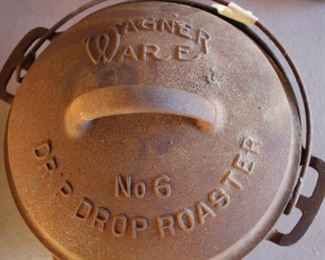 WAGNER
WARE
No 6
DRIP DROP ROASTER